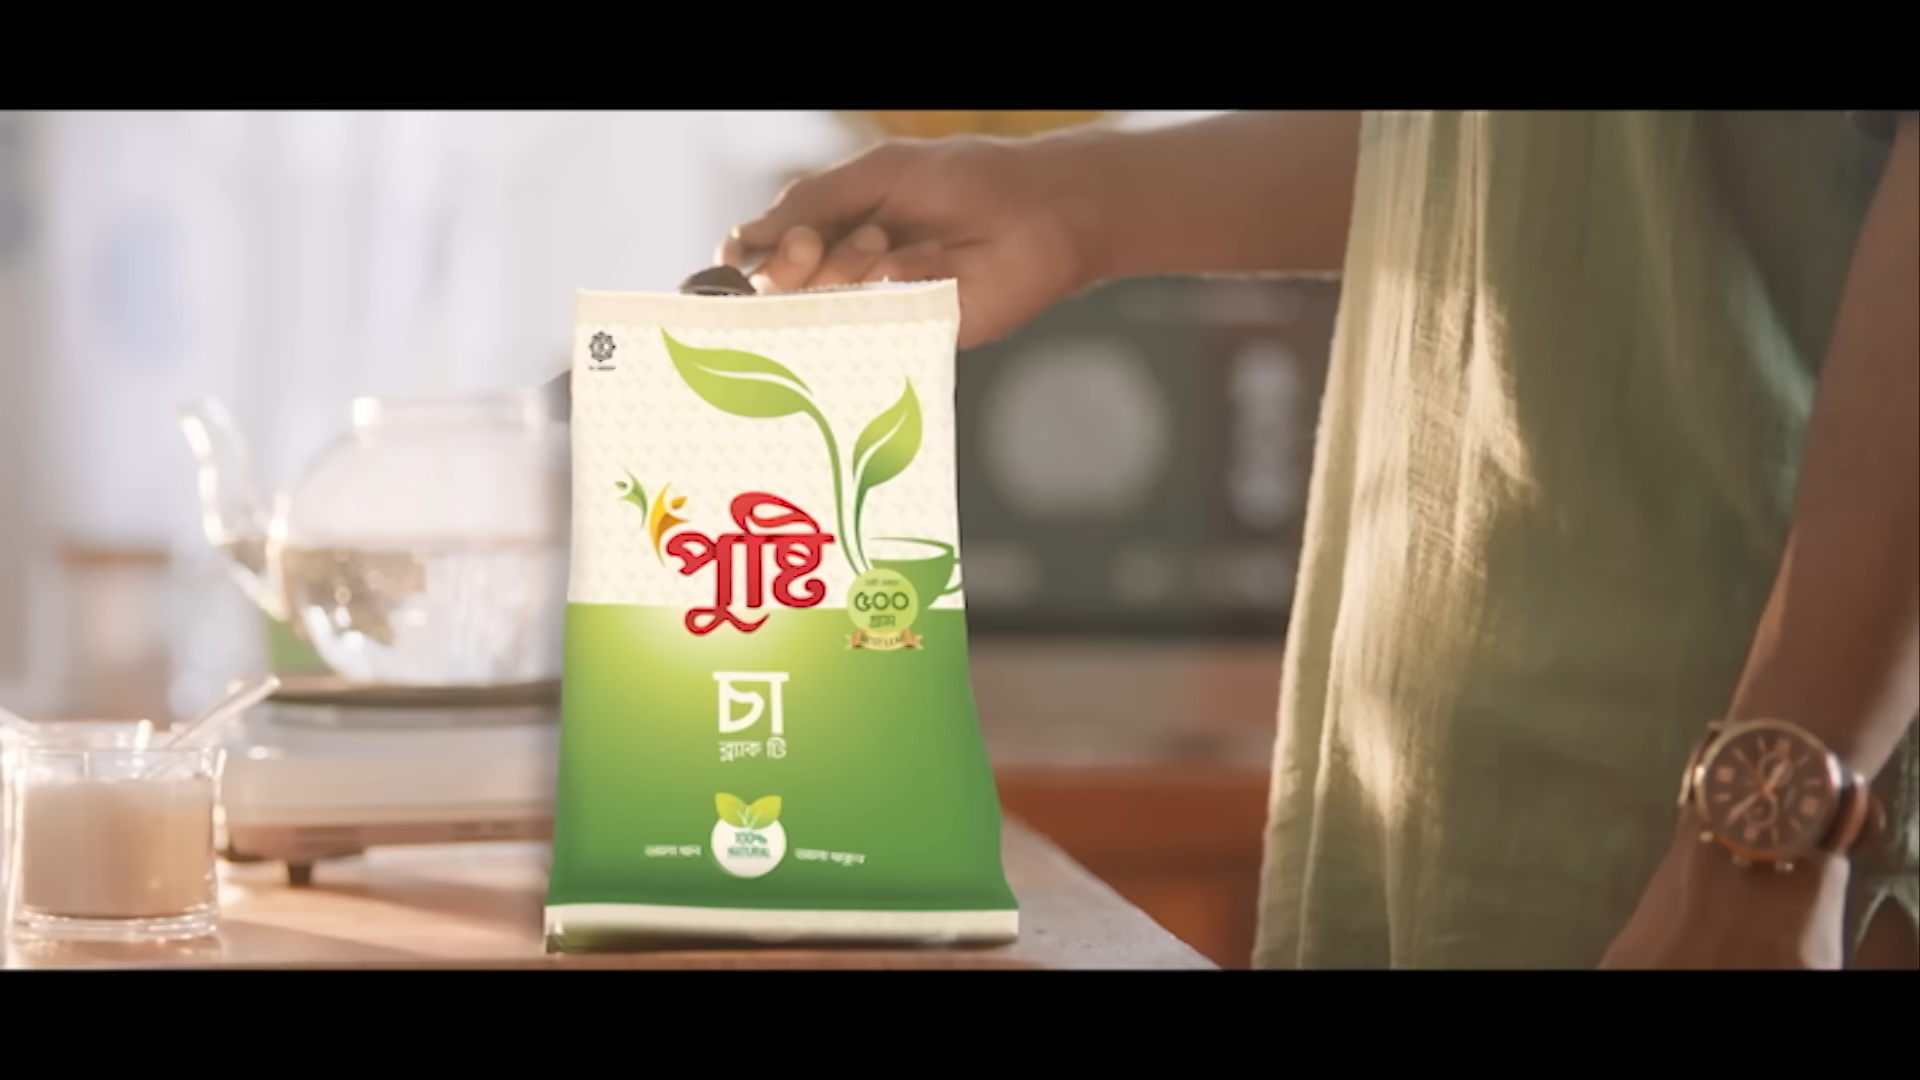 পুষ্টি
৫০০
গ্রাম
চা
ব্ল্যাক টি
100%
NATURAL
ভালো খান
ভালো থাকুন